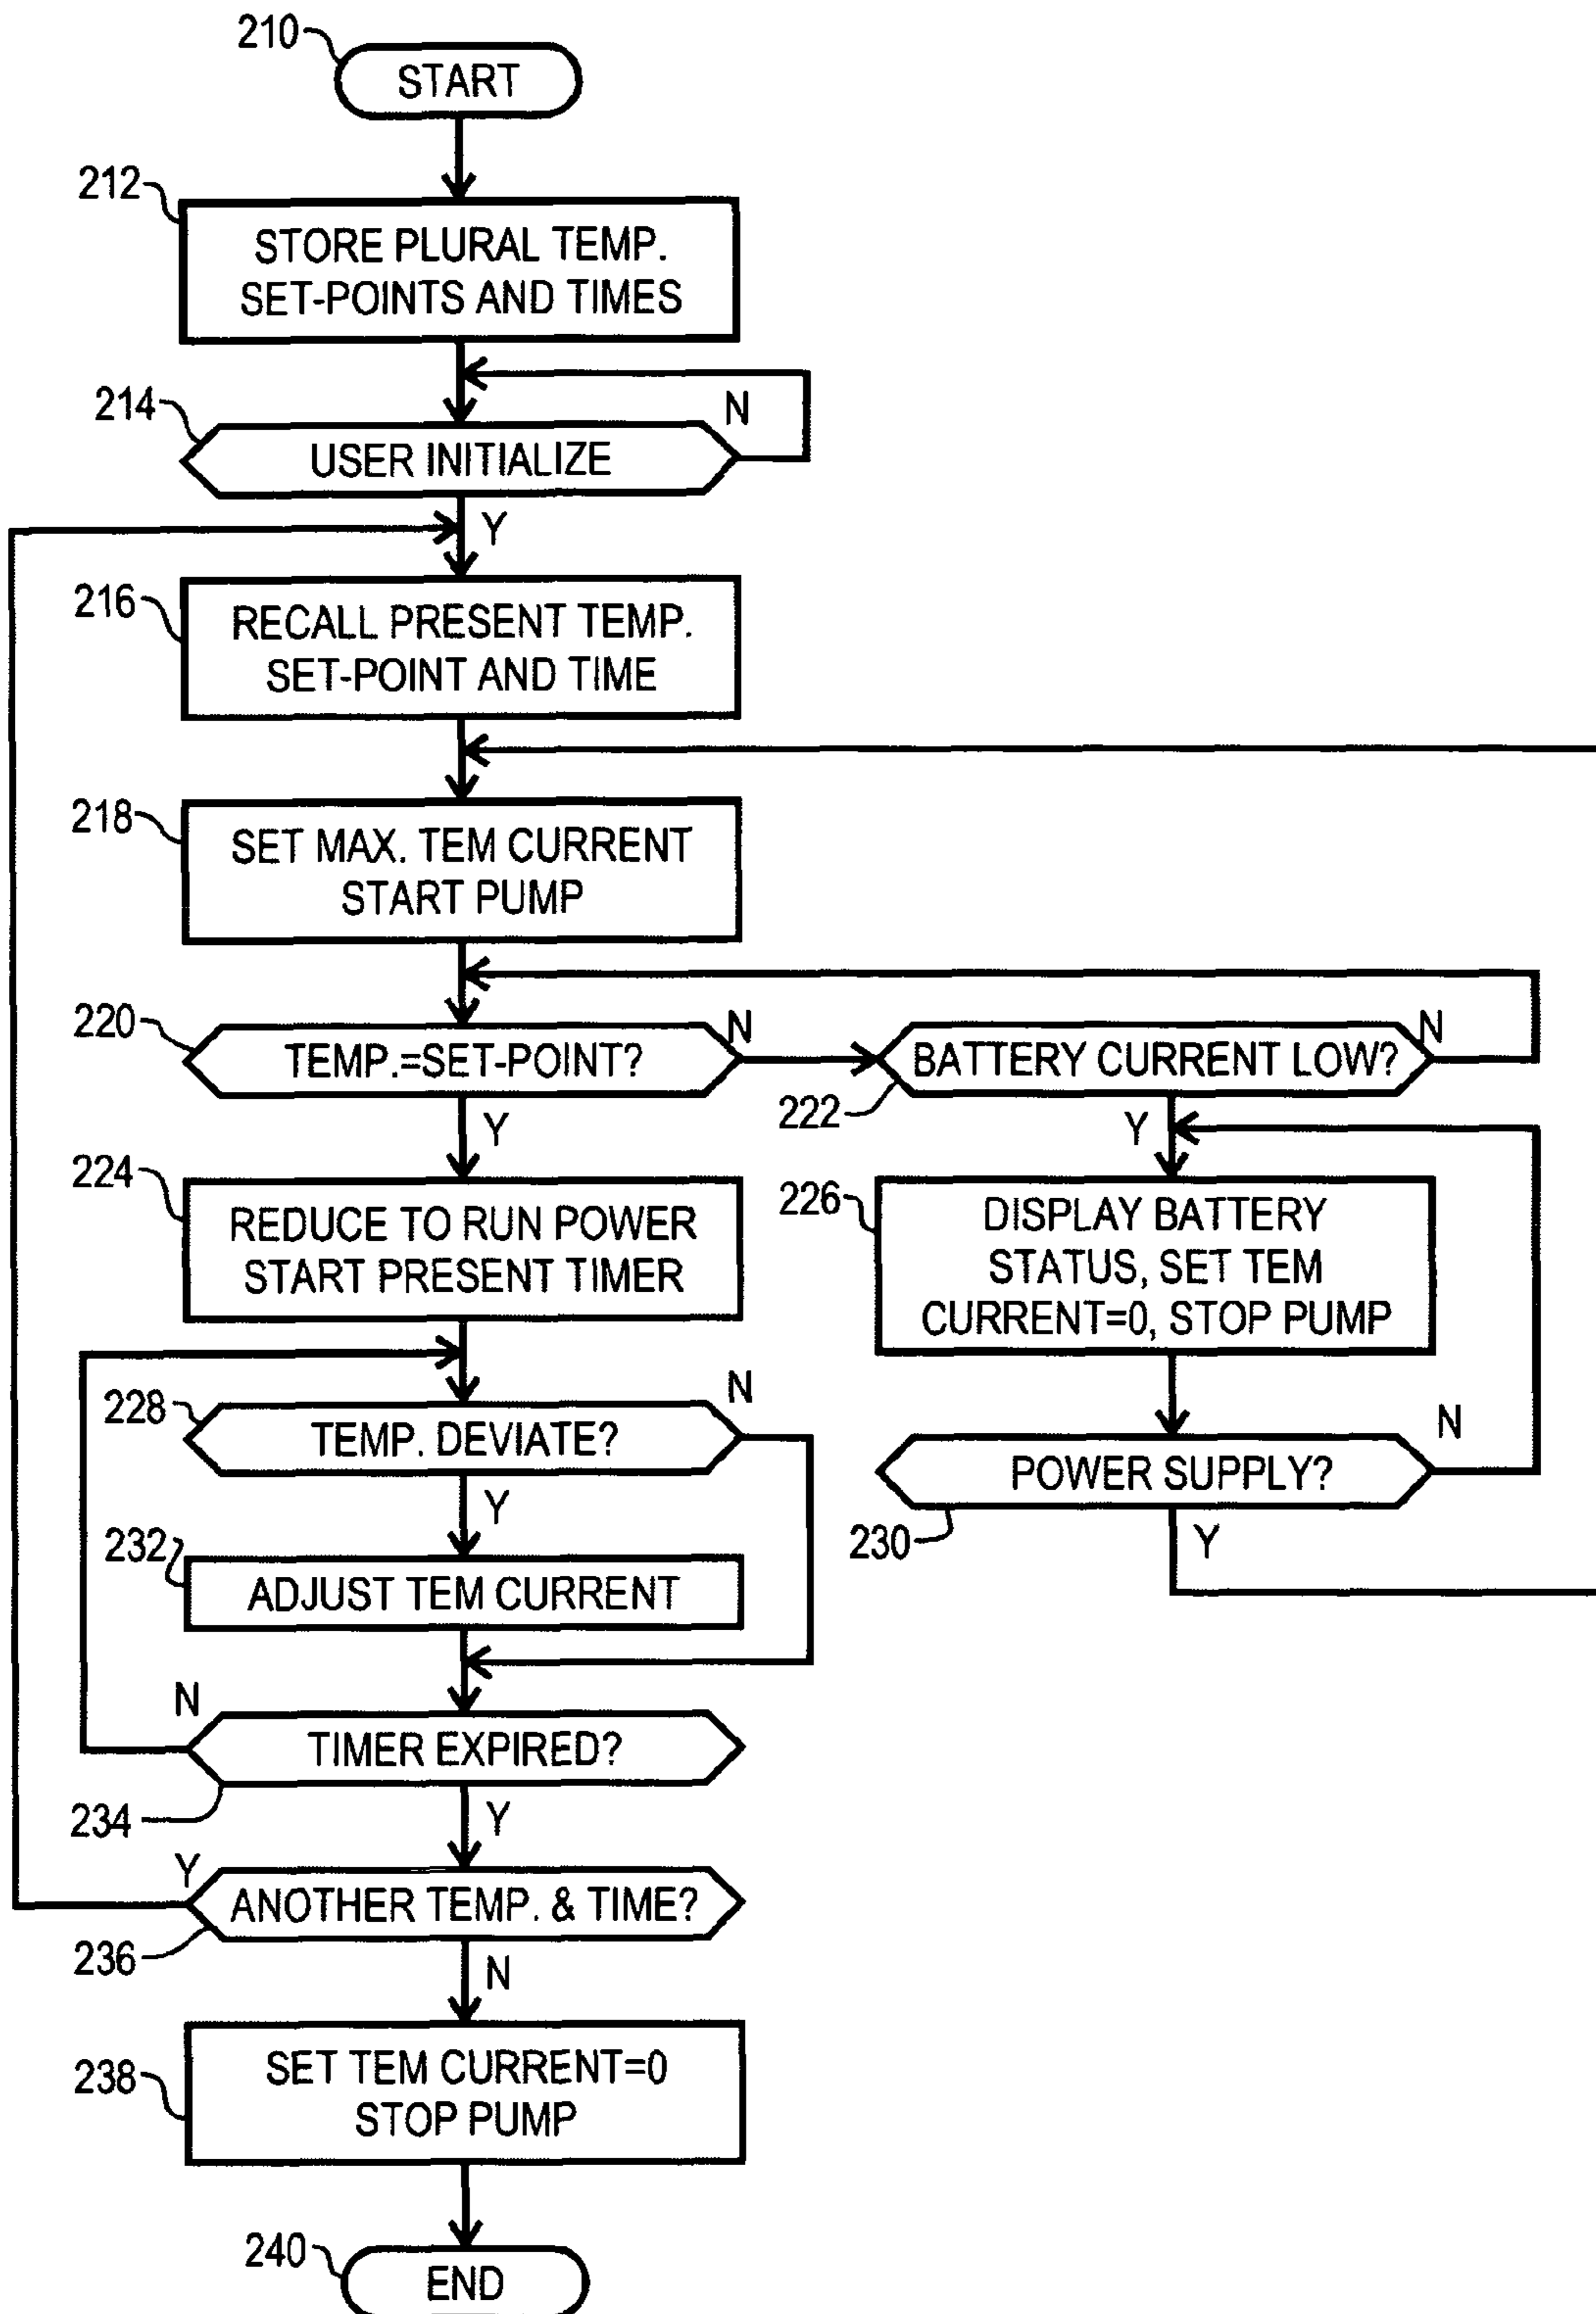 210
START
212
STORE PLURAL TEMP.
SET-POINTS AND TIMES
N
214
USER INITIALIZE
Y
216
RECALL PRESENT TEMP.
SET-POINT AND TIME
218
SET MAX. TEM CURRENT
START PUMP
220
TEMP.=SET-POINT?
N
BATTERY CURRENT LOW?
N
222
Y
Y
224
REDUCE TO RUN POWER
START PRESENT TIMER
226
DISPLAY BATTERY
STATUS, SET TEM
CURRENT=0, STOP PUMP
228
TEMP. DEVIATE?
N
POWER SUPPLY?
N
230
Y
Y
232
ADJUST TEM CURRENT
N
TIMER EXPIRED?
234
Y
Y
ANOTHER TEMP. & TIME?
236
N
238
SET TEM CURRENT=0
STOP PUMP
240
END